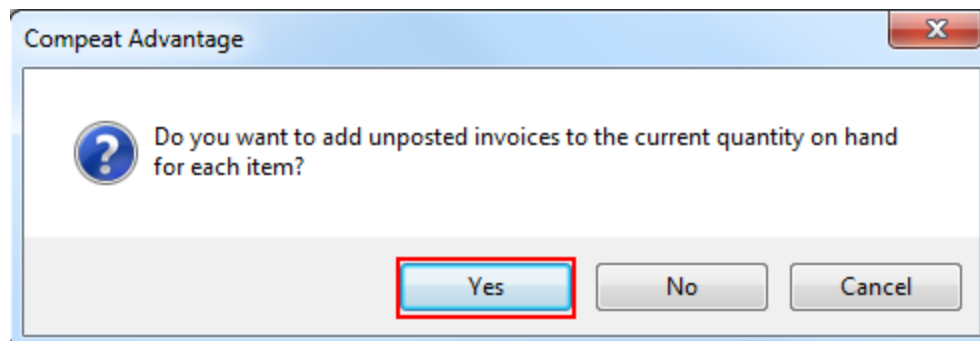 Compeat Advantage
Do you want to add unposted invoices to the current quantity on hand
for each item?
Yes No Cancel